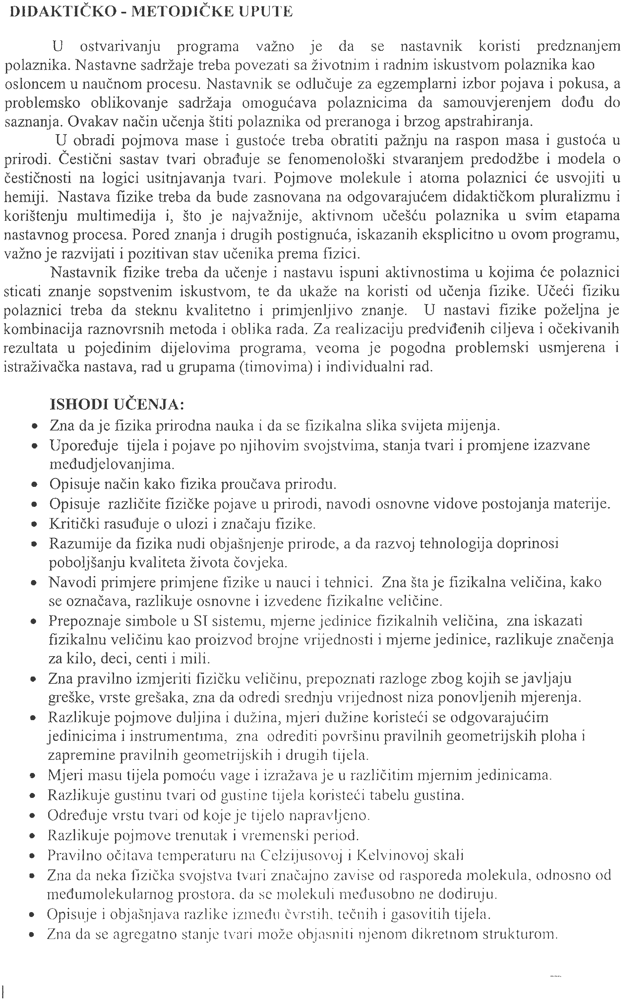 DIDAKTIČKO - METODIČKE UPUTE
U ostvarivanju programa važno je da se nastavnik koristi predznanjem
polaznika. Nastavne sadržaje treba povezati sa životnim i radnim iskustvom polaznika kao
osloncem u naučnom procesu. Nastavnik se odlučuje za egzemplarni izbor pojava i pokusa, a
problemsko oblikovanje sadržaja omogućava polaznicima da samouvjerenjem dođu do
saznanja. Ovakav način učenja štiti polaznika od preranoga i brzog apstrahiranja.
U obradi pojmova mase i gustoće treba obratiti pažnju na raspon masa i gustoća u
prirodi. Čestični sastav tvari obrađuje se fenomenološki stvaranjem predodžbe i modela o
čestičnosti na logici usitnjavanja tvari. Pojmove molekule i atoma polaznici će usvojiti u
hemiji. Nastava fizike treba da bude zasnovana na odgovarajućem didaktičkom pluralizmu i
korištenju multimedija i, što je najvažnije, aktivnom učešću polaznika u svim etapama
nastavnog procesa. Pored znanja i drugih postignuća, iskazanih eksplicitno u ovom programu,
važno je razvijati i pozitivan stav učenika prema fizici.
Nastavnik fizike treba da učenje i nastavu ispuni aktivnostima u kojima će polaznici
sticati znanje sopstvenim iskustvom, te da ukaže na koristi od učenja fizike. Učeći fiziku
polaznici treba da steknu kvalitetno i primjenljivo znanje. U nastavi fizike poželjna je
kombinacija raznovrsnih metoda i oblika rada. Za realizaciju predviđenih ciljeva i očekivanih
rezultata u pojedinim dijelovima programa, veoma je pogodna problemski usmjerena i
istraživačka nastava, rad u grupama (timovima) i individualni rad.
ISHODI UČENJA:
• Zna da je fizika prirodna nauka i da se fizikalna slika svijeta mijenja.
• Upoređuje tijela i pojave po njihovim svojstvima, stanja tvari i promjene izazvane
međudjelovanjima.
• Opisuje način kako fizika proučava prirodu.
• Opisuje različite fizičke pojave u prirodi, navodi osnovne vidove postojanja materije.
• Kritički rasuđuje o ulozi i značaju fizike.
• Razumije da fizika nudi objašnjenje prirode, a da razvoj tehnologija doprinosi
poboljšanju kvaliteta života čovjeka.
• Navodi primjere primjene fizike u nauci i tehnici. Zna šta je fizikalna veličina, kako
se označava, razlikuje osnovne i izvedene fizikalne veličine.
• Prepoznaje simbole u SI sistemu, mjerne jedinice fizikalnih veličina, zna iskazati
fizikalnu veličinu kao proizvod brojne vrijednosti i mjerne jedinice, razlikuje značenja
za kilo, deci, centi i mili.
• Zna pravilno izmjeriti fizičku veličinu, prepoznati razloge zbog kojih se javljaju
greške, vrste grešaka, zna da odredi srednju vrijednost niza ponovljenih mjerenja.
• Razlikuje pojmove duljina i dužina, mjeri dužine koristeći se odgovarajućim
jedinicima i instrumentima, zna odrediti površinu pravilnih geometrijskih ploha i
zapremine pravilnih geometrijskih i drugih tijela.
• Mjeri masu tijela pomoću vage i izražava je u različitim mjernim jedinicama.
• Razlikuje gustinu tvari od gustine tijela koristeći tabelu gustina.
• Određuje vrstu tvari od koje je tijelo napravljeno.
• Razlikuje pojmove trenutak i vremenski period.
• Pravilno očitava temperaturu na Celzijusovoj i Kelvinovoj skali
• Zna da neka fizička svojstva tvari značajno zavise od rasporeda molekula, odnosno od
međumolekularnog prostora, da se molekuli međusobno ne dodiruju.
• Opisuje i objašnjava razlike između čvrstih, tečnih i gasovitih tijela.
• Zna da se agregatno stanje tvari može objasniti njenom dikretnom strukturom.